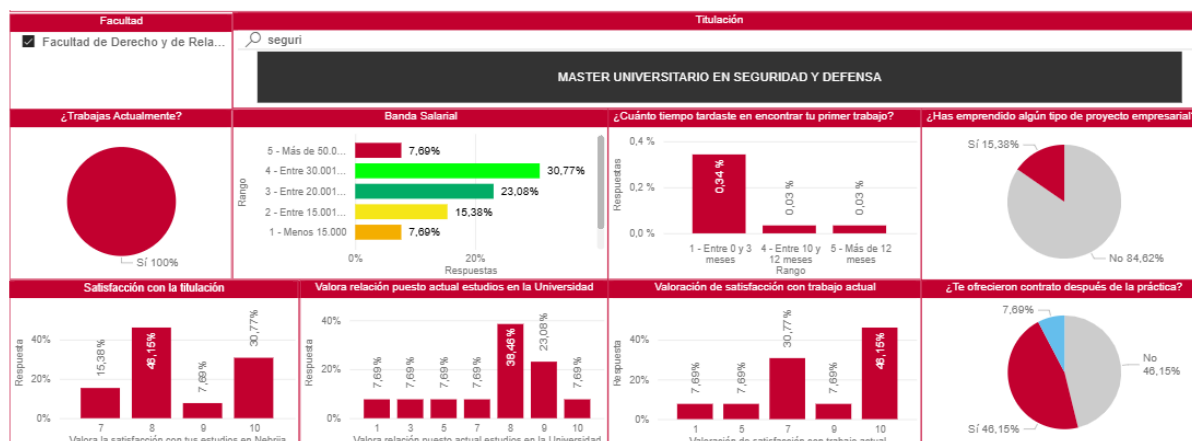 Facultad
Titulación
Facultad de Derecho y de Rela...
seguri
MASTER UNIVERSITARIO EN SEGURIDAD Y DEFENSA
¿Trabajas Actualmente?
Sí 100%
Banda Salarial
Rango
5 - Más de 50.0...
7,69%
4 - Entre 30.001...
30,77%
3 - Entre 20.001...
23,08%
2 - Entre 15.001...
15,38%
1 - Menos 15.000
7,69%
0%
20%
Respuestas
¿Cuánto tiempo tardaste en encontrar tu primer trabajo?
Respuestas
0,4 %
0,2 %
0,0 %
0,34 %
0,03 %
0,03 %
1 - Entre 0 y 3
meses
4 - Entre 10 y
12 meses
5 - Más de 12
meses
Rango
¿Has emprendido algún tipo de proyecto empresarial?
Sí 15,38%
No 84,62%
Satisfacción con la titulación
Respuesta
40%
20%
0%
15,38%
46,15%
7,69%
30,77%
7
8
9
10
Valora la satisfacción con tus estudios en Nebrija
Valora relación puesto actual estudios en la Universidad
Respuesta
40%
20%
0%
7,69%
7,69%
7,69%
7,69%
38,46%
23,08%
7,69%
1
3
5
7
8
9
10
Valora relación puesto actual estudios en la Universidad
Valoración de satisfacción con trabajo actual
Respuesta
40%
20%
0%
7,69%
7,69%
30,77%
7,69%
46,15%
1
5
7
9
10
Valoración de satisfacción con trabajo actual
¿Te ofrecieron contrato después de la práctica?
7,69%
No
46,15%
Sí 46,15%